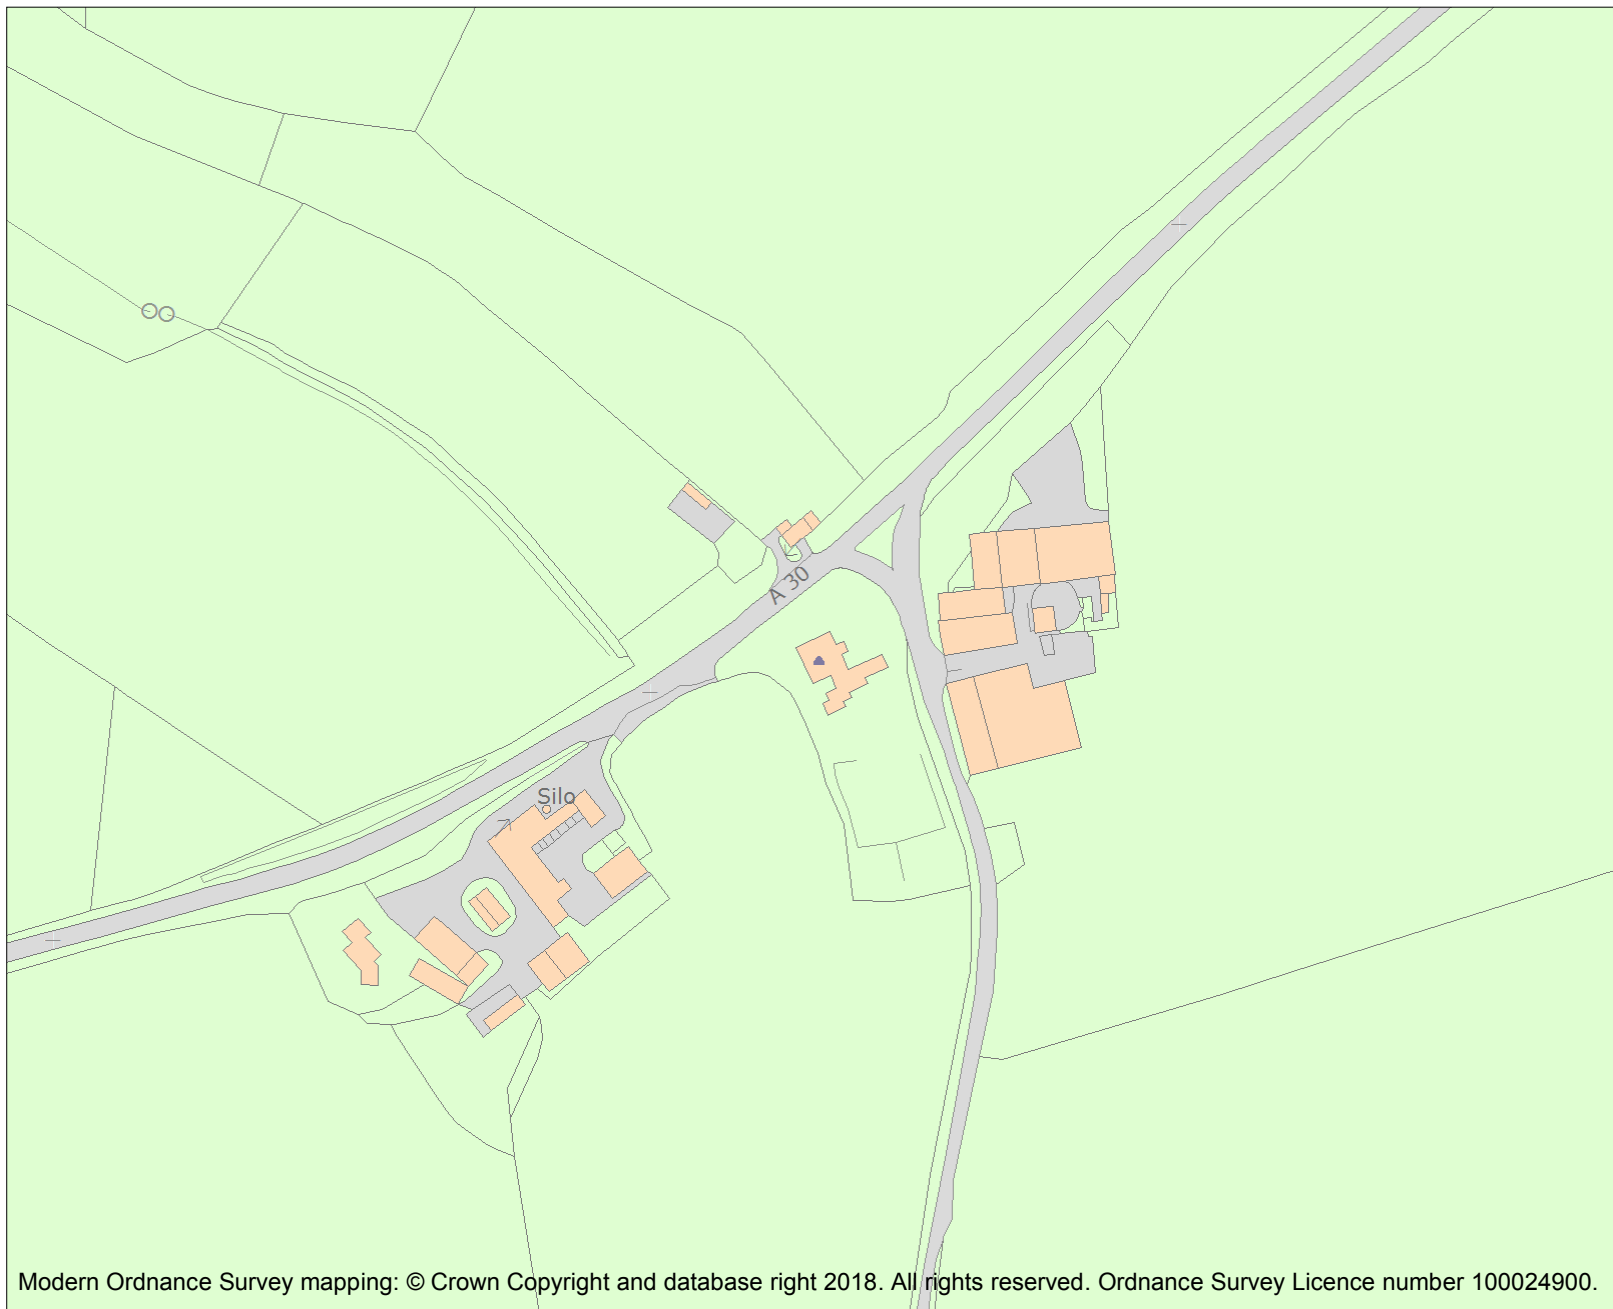 A 30
Silo
Modern Ordnance Survey mapping: © Crown Copyright and database right 2018. All rights reserved. Ordnance Survey Licence number 100024900.